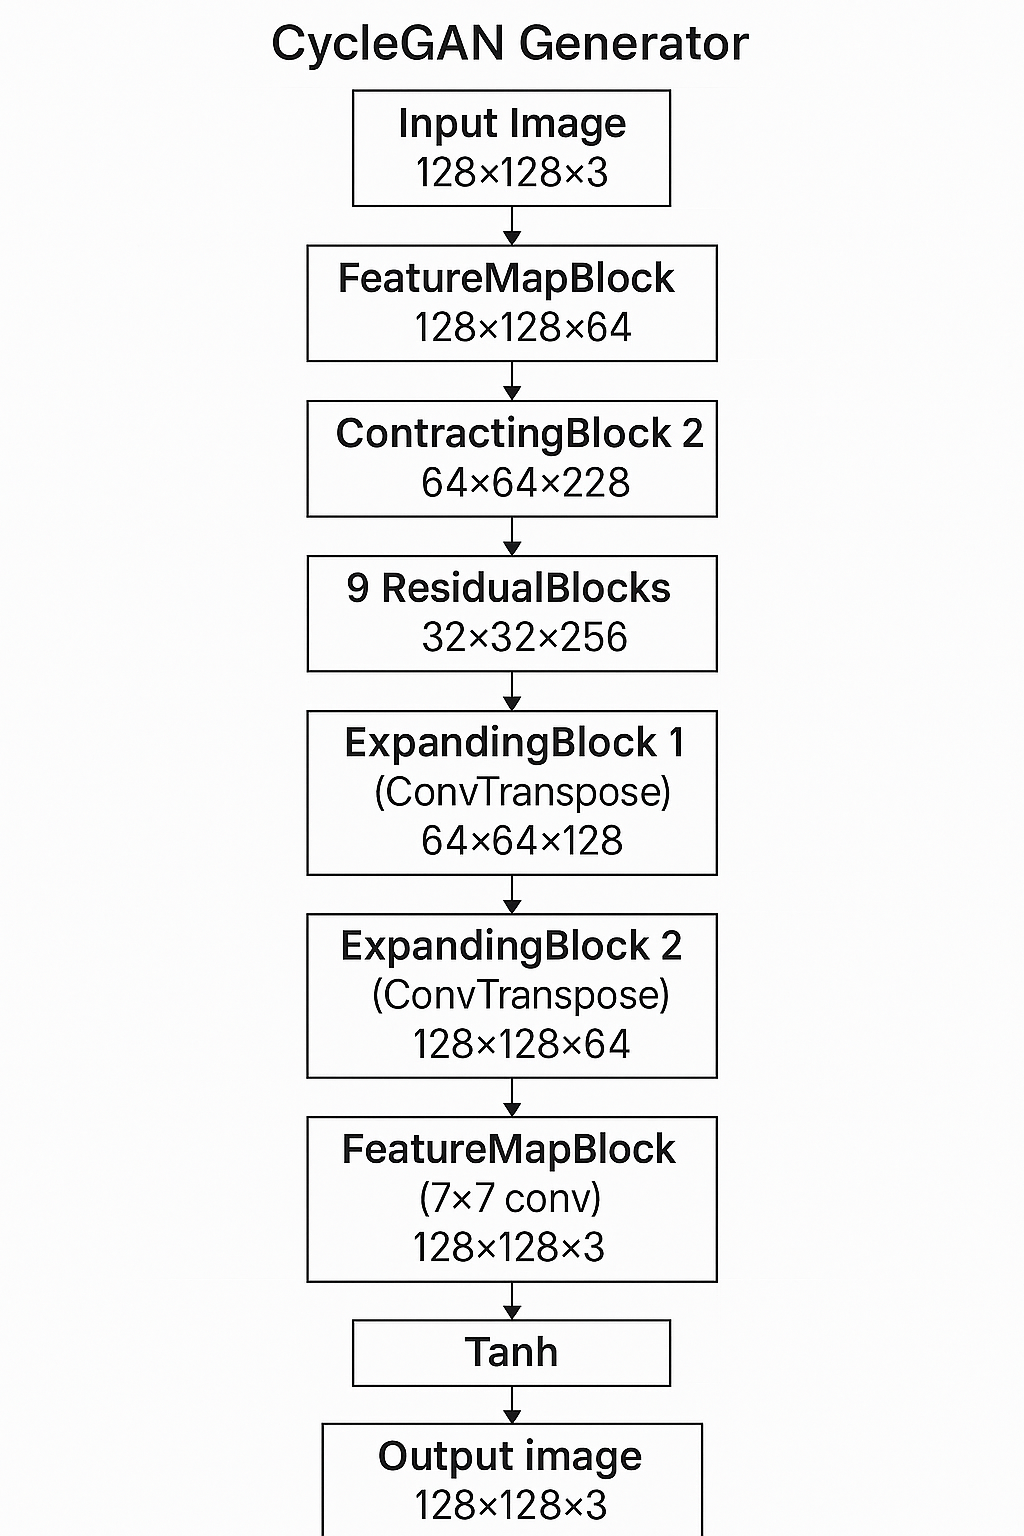 CycleGAN Generator
Input Image
128×128×3
FeatureMapBlock
128×128×64
ContractingBlock 2
64×64×228
9 ResidualBlocks
32×32×256
ExpandingBlock 1
(ConvTranspose)
64×64×128
ExpandingBlock 2
(ConvTranspose)
128×128×64
FeatureMapBlock
(7×7 conv)
128×128×3
Tanh
Output image
128×128×3